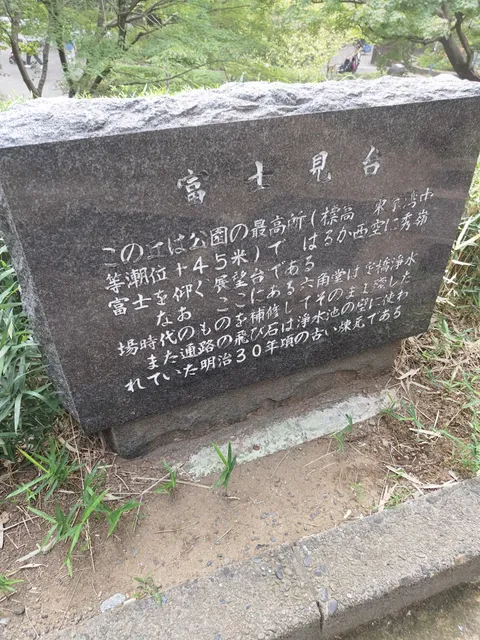 富士見台
この丘は公園の最高所(標高 東京湾中
等潮位+45米)で はるか西空に秀嶺
富士を仰ぐ展望台である
なお ここにある六角堂は淀橋浄水
場時代のものを補修してそのまま残した
また通路の飛び石は浄水池の壁に使わ
れていた明治30年頃の古い煉瓦である